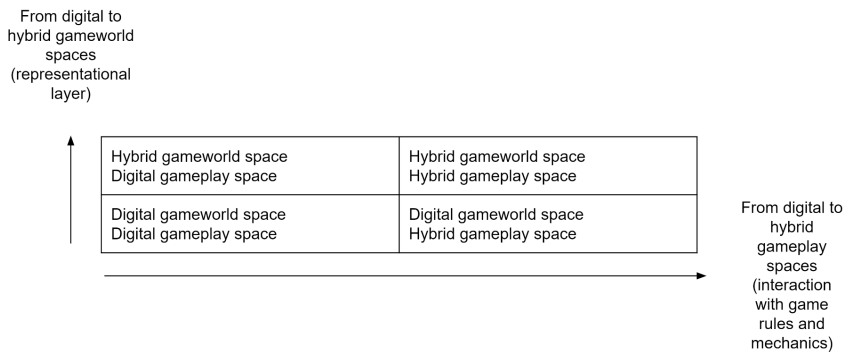 From digital to
hybrid gameworld
spaces
(representational
layer)
Hybrid gameworld space
Digital gameplay space
Hybrid gameworld space
Hybrid gameplay space
Digital gameworld space
Digital gameplay space
Digital gameworld space
Hybrid gameplay space
From digital to
hybrid
gameplay
spaces
(interaction
with game
rules and
mechanics)